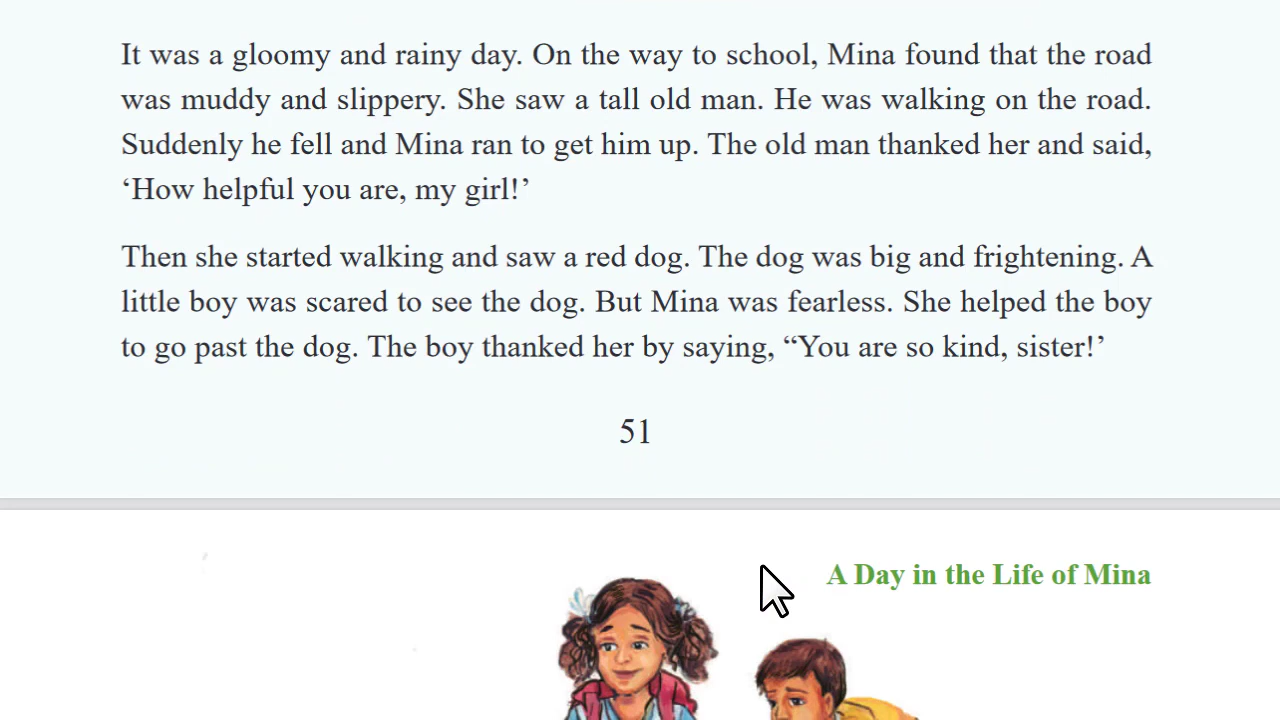 It was a gloomy and rainy day. On the way to school, Mina found that the road
was muddy and slippery. She saw a tall old man. He was walking on the road.
Suddenly he fell and Mina ran to get him up. The old man thanked her and said,
‘How helpful you are, my girl!’
Then she started walking and saw a red dog. The dog was big and frightening. A
little boy was scared to see the dog. But Mina was fearless. She helped the boy
to go past the dog. The boy thanked her by saying, “You are so kind, sister!’
51
A Day in the Life of Mina